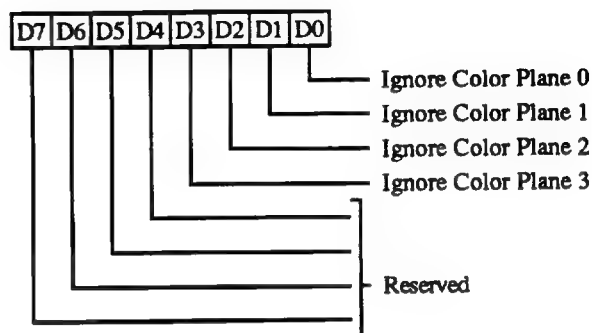 D7 D6 D5 D4 D3 D2 D1 D0
Ignore Color Plane 0
Ignore Color Plane 1
Ignore Color Plane 2
Ignore Color Plane 3
Reserved